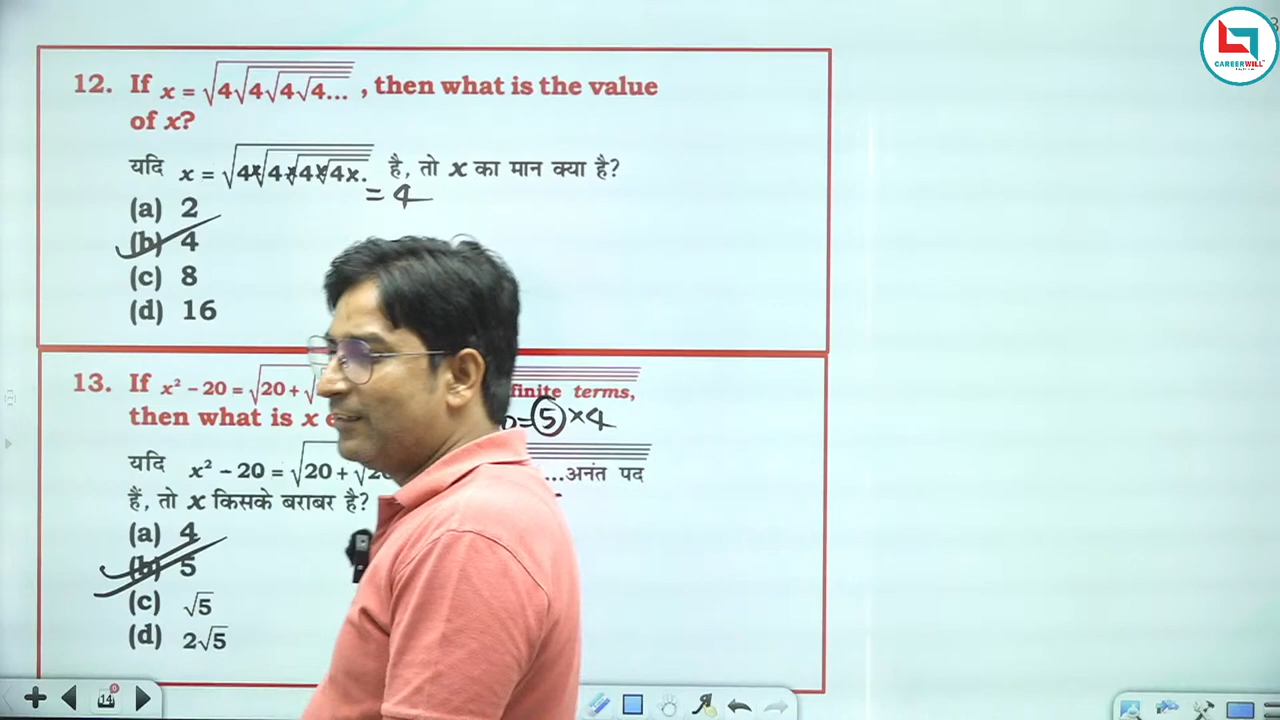 CAREERWILL
12. If x = √4√4√4√4... , then what is the value
of x?
यदि x = √4×√4×√4×√4×. है, तो x का मान क्या है?
= 4
(a) 2
(b) 4
(c) 8
(d) 16
13. If x² – 20 = √20 + √ finite terms,
then what is x
= 5 × 4
यदि x² – 20 = √20 + √2 ...अनंत पद
हैं, तो x किसके बराबर है?
(a) 4
(b) 5
(c) √5
(d) 2√5
14